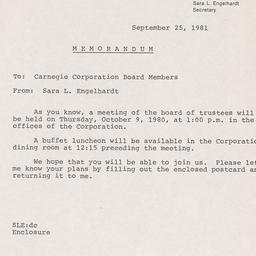 Sara L. Engelhardt
Secretary
September 25, 1981
MEMORANDUM
To: Carnegie Corporation Board Members
From: Sara L. Engelhardt
As you know, a meeting of the board of trustees will
be held on Thursday, October 9, 1980, at 1:00 p.m. in the
offices of the Corporation.
A buffet luncheon will be available in the Corporatio
dining room at 12:15 preceding the meeting.
We hope that you will be able to join us. Please let
me know your plans by filling out the enclosed postcard a
returning it to me.
SLE:dc
Enclosure